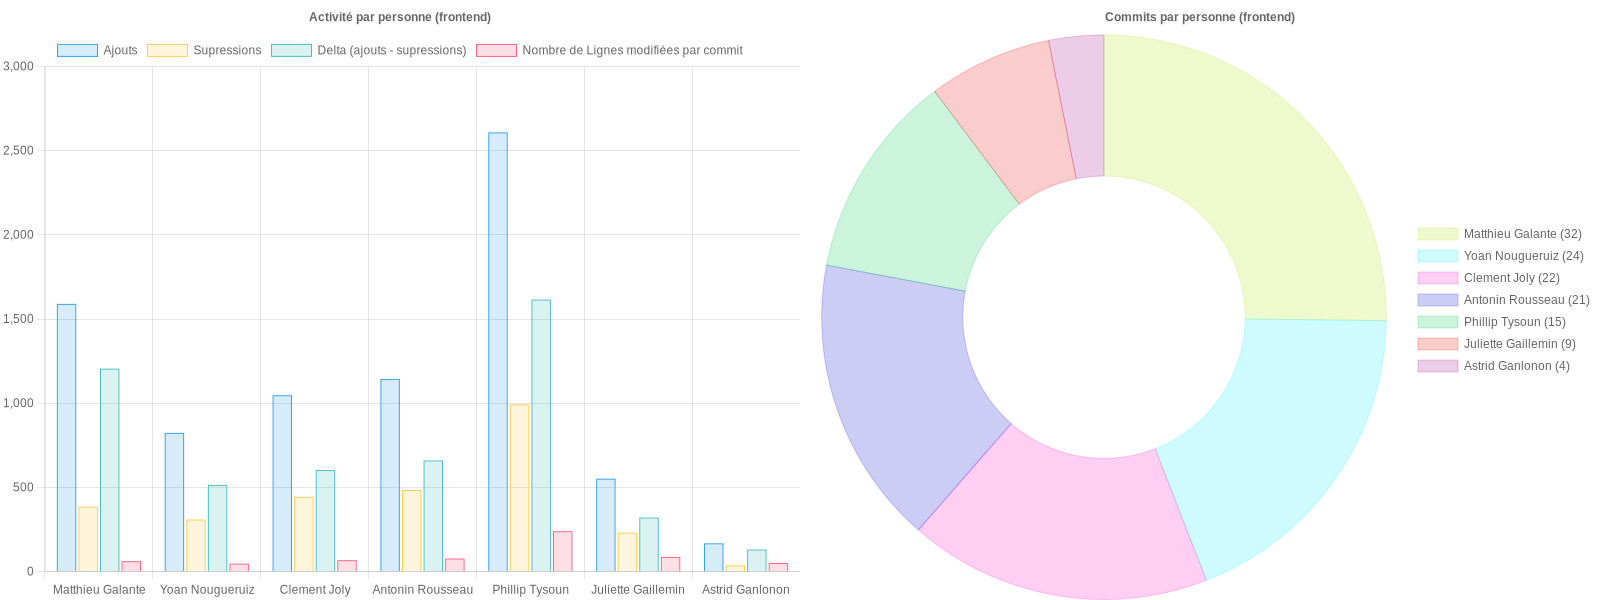 Activité par personne (frontend)
Ajouts Supressions Delta (ajouts - supressions) Nombre de Lignes modifiées par commit
3,000
2,500
2,000
1,500
1,000
500
0
Matthieu Galante Yoan Nougueruiz Clement Joly Antonin Rousseau Phillip Tysoun Juliette Gaillemin Astrid Ganlonon
Commits par personne (frontend)
Matthieu Galante (32)
Yoan Nougueruiz (24)
Clement Joly (22)
Antonin Rousseau (21)
Phillip Tysoun (15)
Juliette Gaillemin (9)
Astrid Ganlonon (4)